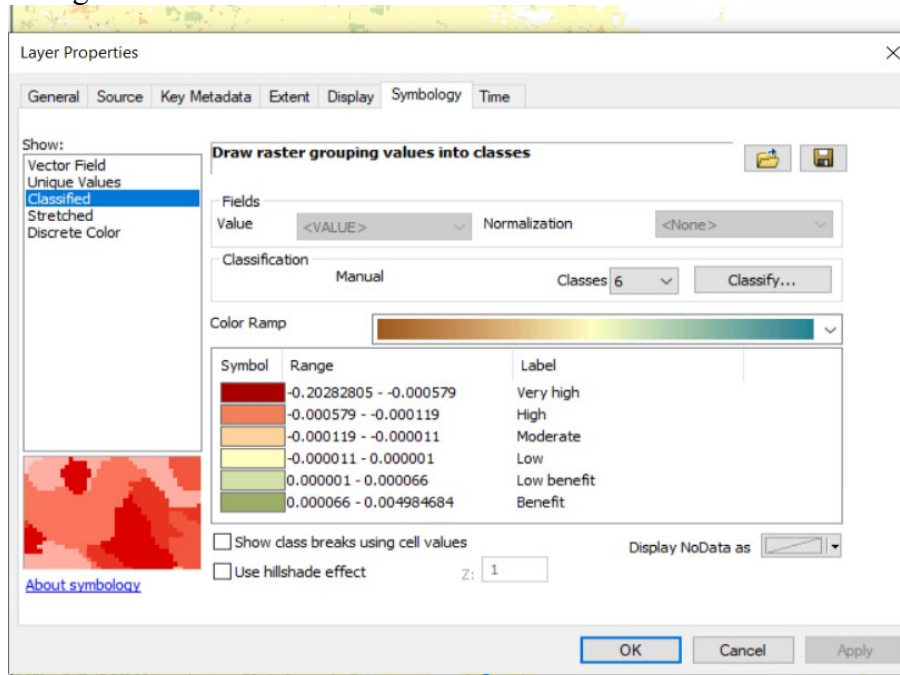 Layer Properties
General Source Key Metadata Extent Display Symbology Time
Show:
Vector Field
Unique Values
Classified
Stretched
Discrete Color
Draw raster grouping values into classes
Fields
Value <VALUE> Normalization <None>
Classification
Manual Classes 6 Classify...
Color Ramp
Symbol Range Label
-0.20282805 - -0.000579 Very high
-0.000579 - -0.000119 High
-0.000119 - -0.000011 Moderate
-0.000011 - 0.000001 Low
0.000001 - 0.000066 Low benefit
0.000066 - 0.004984684 Benefit
Show class breaks using cell values
Display NoData as
Use hillshade effect Z: 1
About symbology
OK Cancel Apply